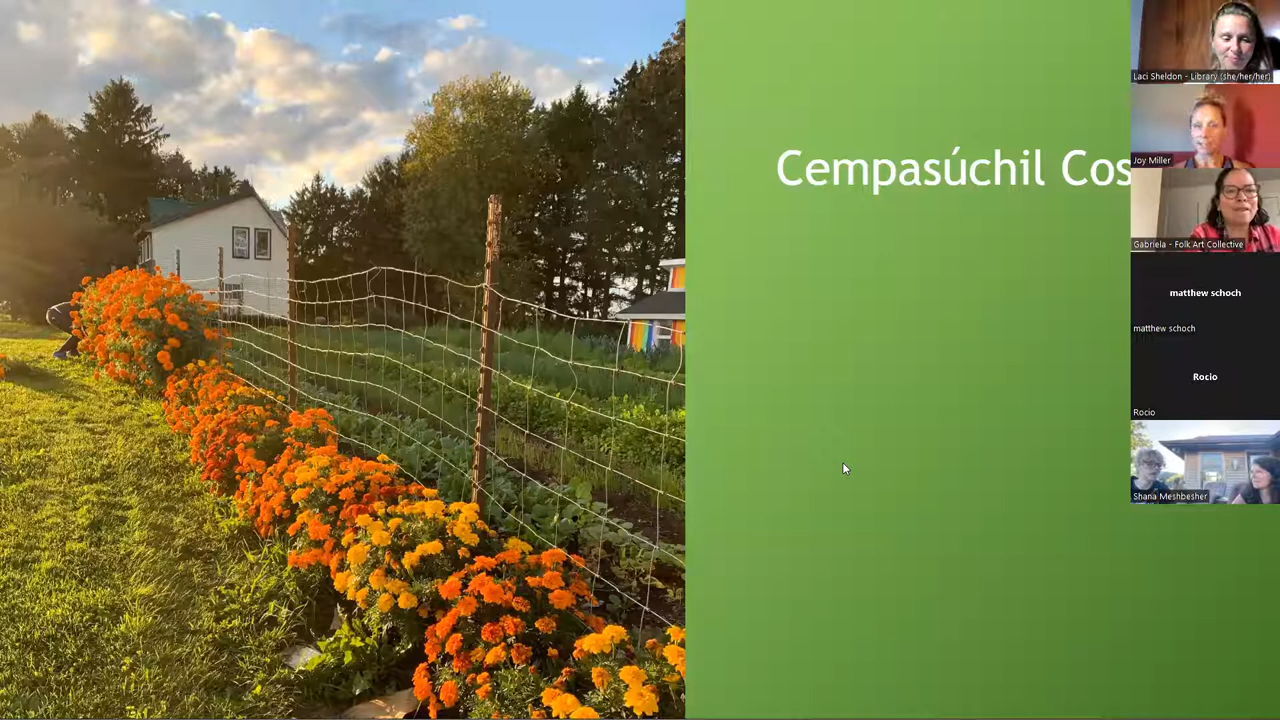 Cempasúchil Cos
Laci Sheldon - Library (she/her/her)
Joy Miller
Gabriela - Folk Art Collective
matthew schoch
matthew schoch
Rocio
Rocio
Shana Meshbesher